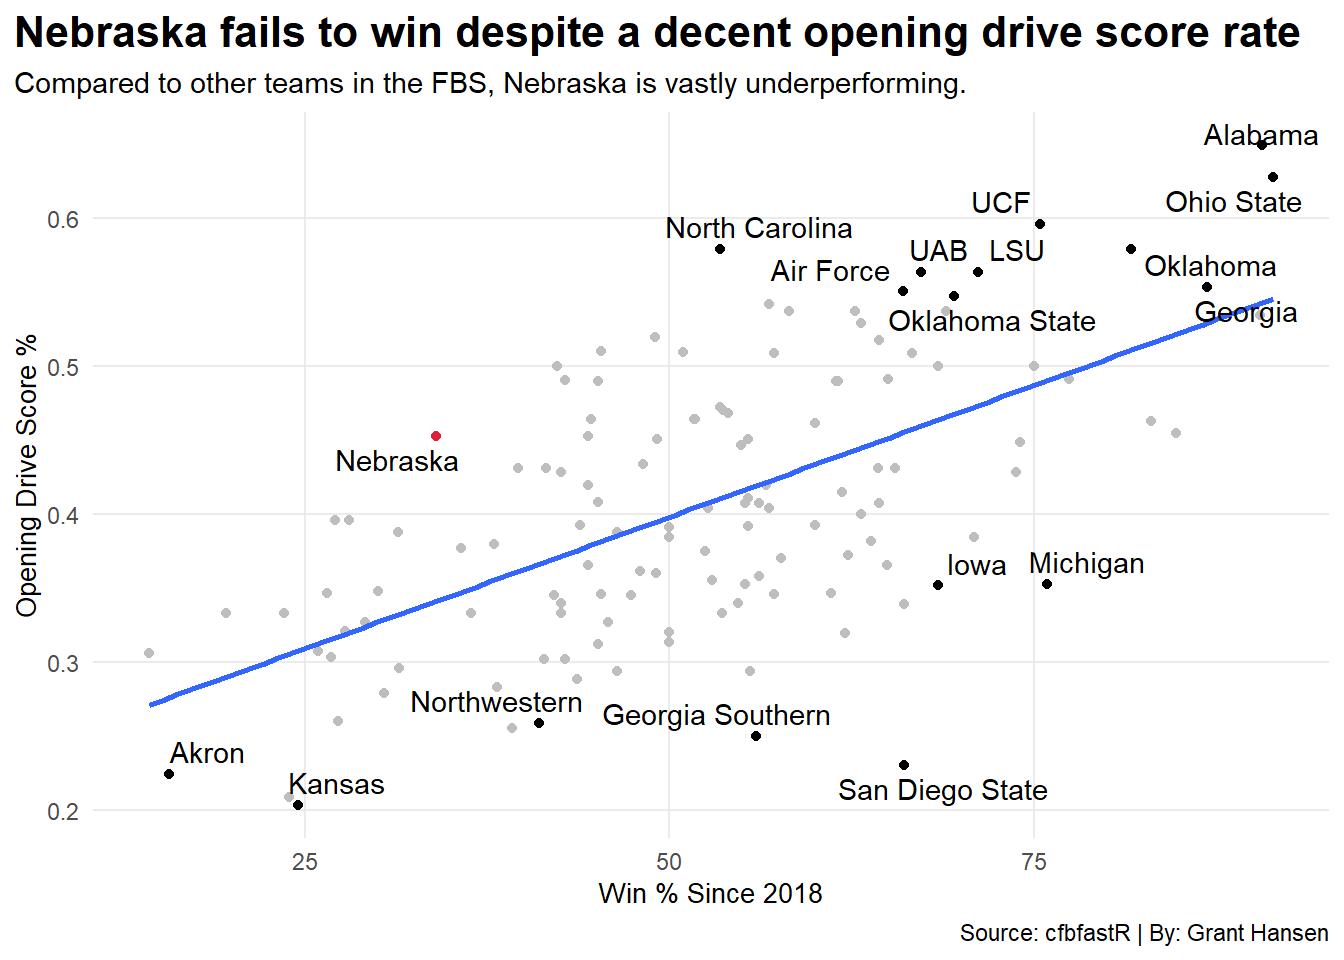 Nebraska fails to win despite a decent opening drive score rate
Compared to other teams in the FBS, Nebraska is vastly underperforming.
Alabama
Ohio State
UCF
North Carolina
UAB
LSU
Air Force
Oklahoma
Oklahoma State
Georgia
Nebraska
Iowa
Michigan
Northwestern
Georgia Southern
Akron
Kansas
San Diego State
0.6
0.5
0.4
0.3
0.2
Opening Drive Score %
25
50
75
Win % Since 2018
Source: cfbfastR | By: Grant Hansen